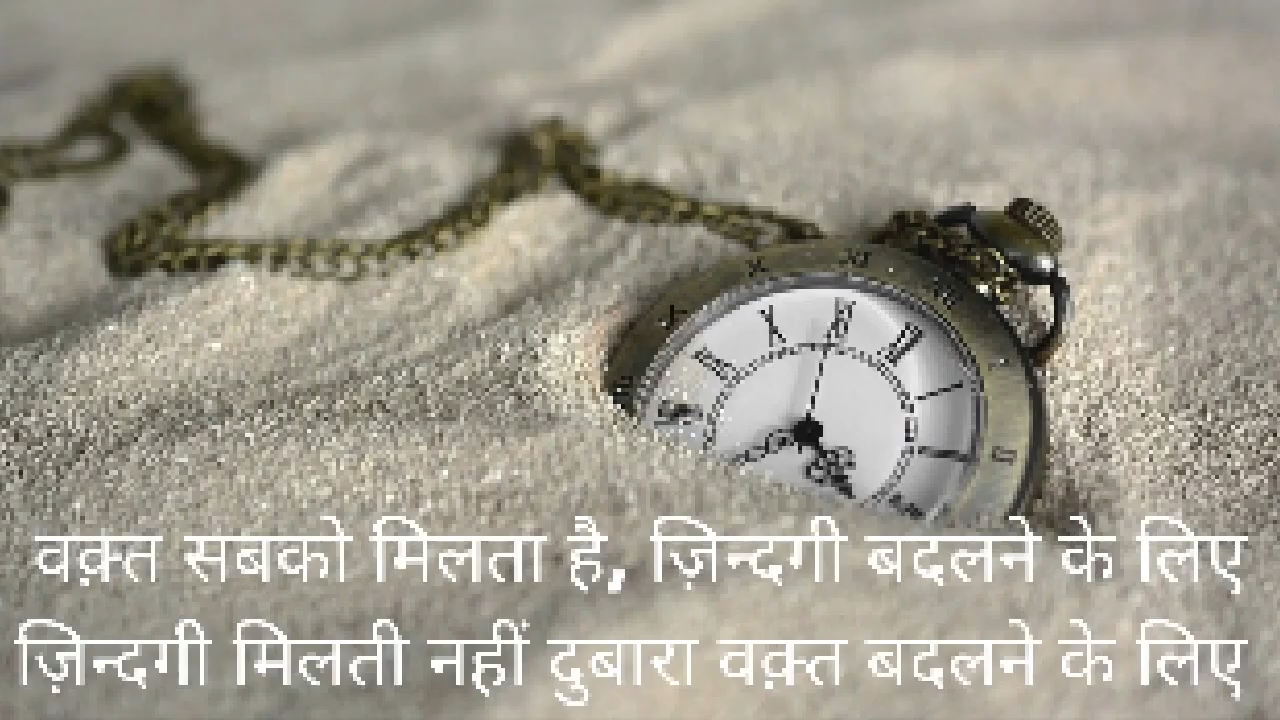 वक़्त सबको मिलता है, ज़िन्दगी बदलने के लिए
ज़िन्दगी मिलती नहीं दुबारा वक़्त बदलने के लिए